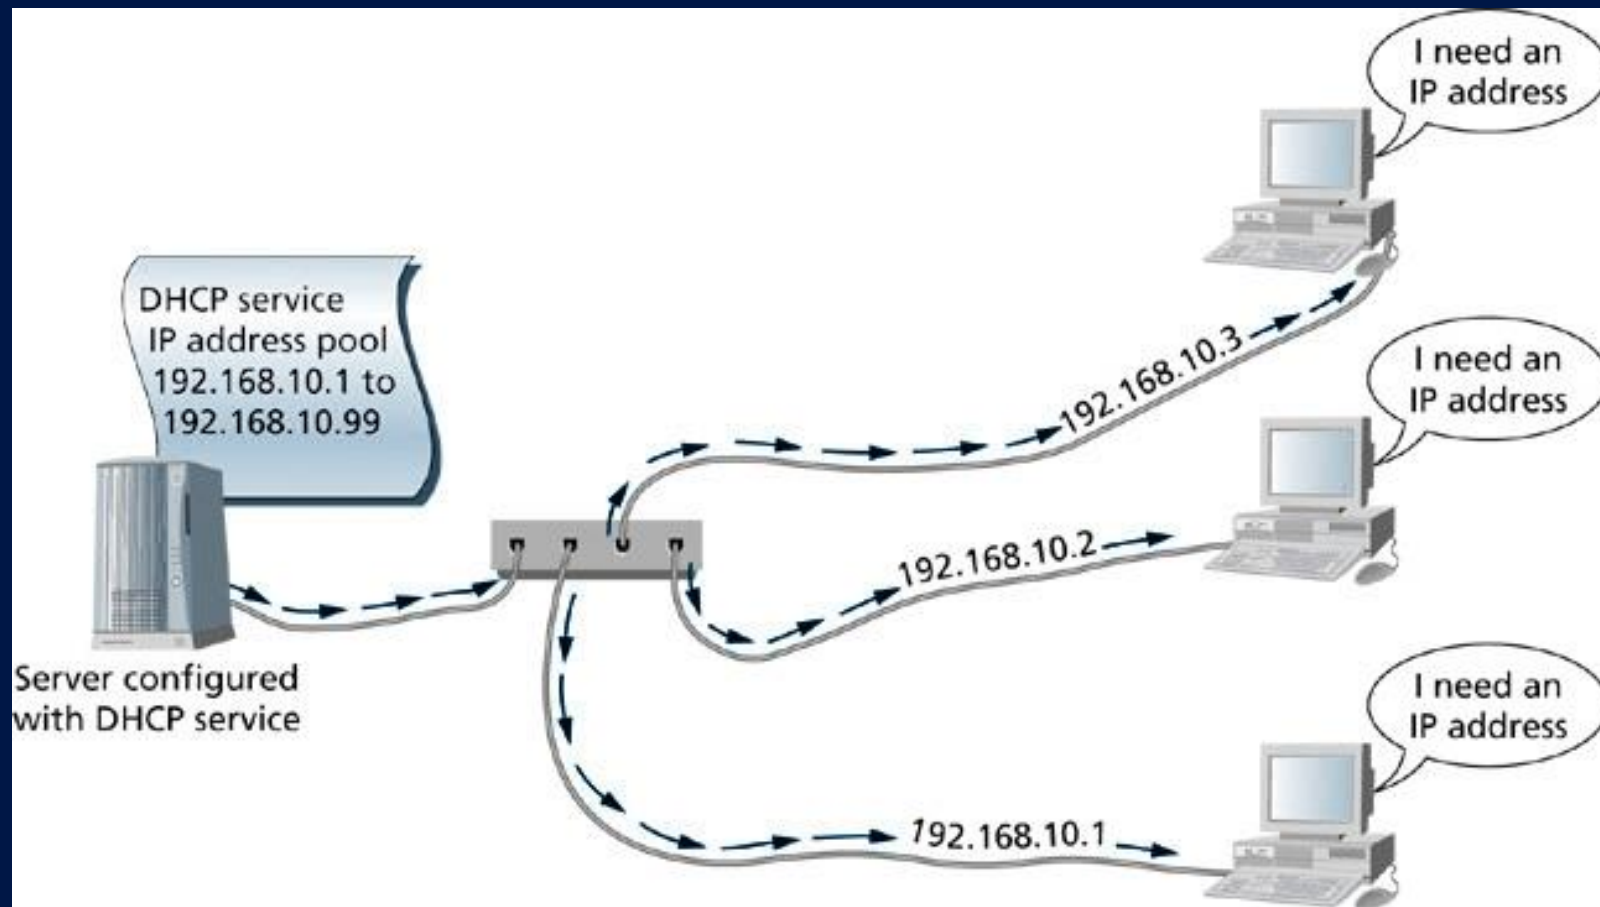 I need an
IP address
DHCP service
IP address pool
192.168.10.1 to
192.168.10.99
192.168.10.3
I need an
IP address
192.168.10.2
Server configured
with DHCP service
I need an
IP address
192.168.10.1